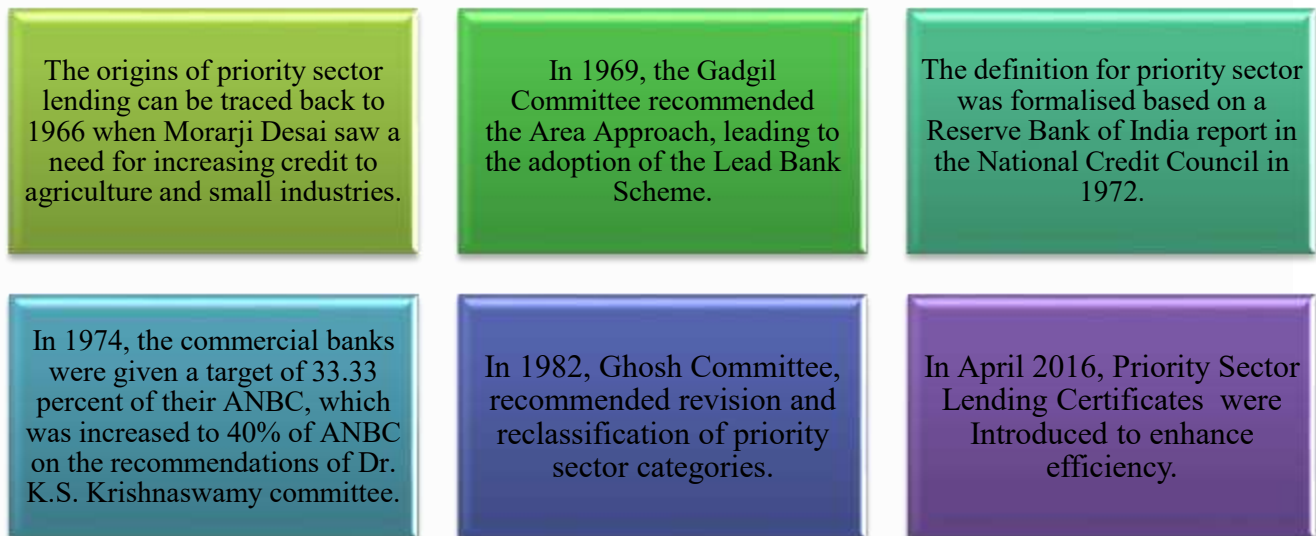 The origins of priority sector
lending can be traced back to
1966 when Morarji Desai saw a
need for increasing credit to
agriculture and small industries.
In 1969, the Gadgil
Committee recommended
the Area Approach, leading to
the adoption of the Lead Bank
Scheme.
The definition for priority sector
was formalised based on a
Reserve Bank of India report in
the National Credit Council in
1972.
In 1974, the commercial banks
were given a target of 33.33
percent of their ANBC, which
was increased to 40% of ANBC
on the recommendations of Dr.
K.S. Krishnaswamy committee.
In 1982, Ghosh Committee,
recommended revision and
reclassification of priority
sector categories.
In April 2016, Priority Sector
Lending Certificates were
Introduced to enhance
efficiency.